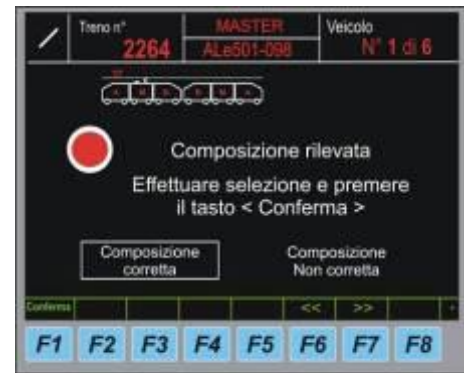 Treno n°
2264
MASTER
ALe501-098
Veicolo
N° 1 di 6
Composizione rilevata
Effettuare selezione e premere
il tasto < Conferma >
Composizione
corretta
Composizione
Non corretta
Conferma
<<
>>
F1 F2 F3 F4 F5 F6 F7 F8